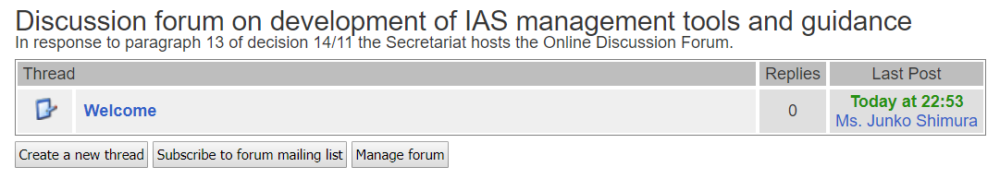 Discussion forum on development of IAS management tools and guidance
In response to paragraph 13 of decision 14/11 the Secretariat hosts the Online Discussion Forum.
Thread Replies Last Post
Welcome 0 Today at 22:53
Ms. Junko Shimura
Create a new thread Subscribe to forum mailing list Manage forum